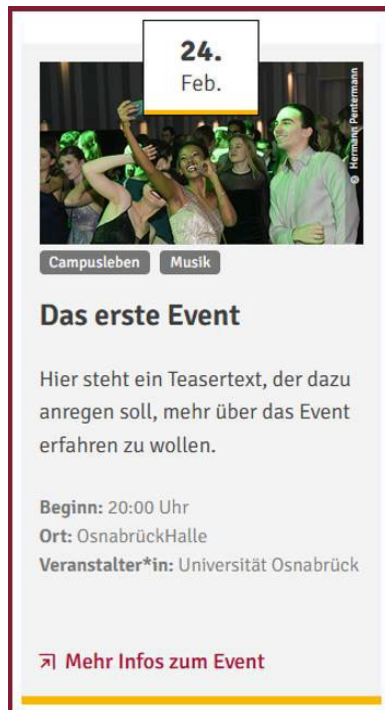 24.
Feb.
© Hermann Pentermann
Campusleben Musik
Das erste Event
Hier steht ein Teasertext, der dazu
anregen soll, mehr über das Event
erfahren zu wollen.
Beginn: 20:00 Uhr
Ort: OsnabrückHalle
Veranstalter*in: Universität Osnabrück
Mehr Infos zum Event